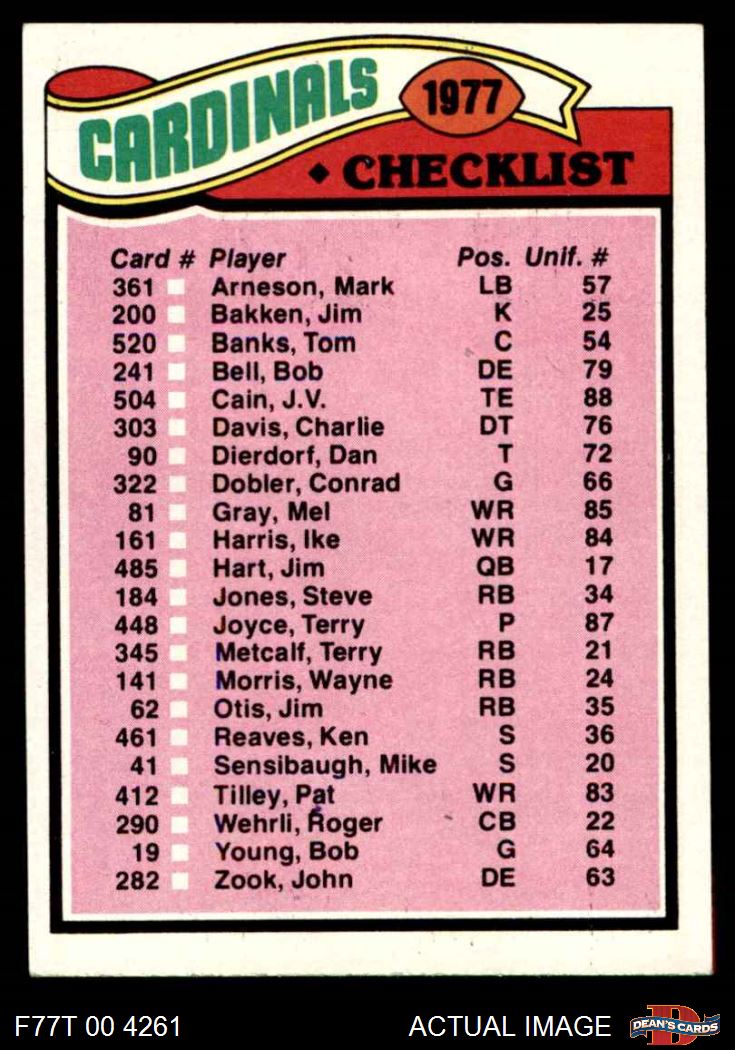 CARDINALS 1977
♦ CHECKLIST
Card # Player Pos. Unif. #
361 Arneson, Mark LB 57
200 Bakken, Jim K 25
520 Banks, Tom C 54
241 Bell, Bob DE 79
504 Cain, J.V. TE 88
303 Davis, Charlie DT 76
90 Dierdorf, Dan T 72
322 Dobler, Conrad G 66
81 Gray, Mel WR 85
161 Harris, Ike WR 84
485 Hart, Jim QB 17
184 Jones, Steve RB 34
448 Joyce, Terry P 87
345 Metcalf, Terry RB 21
141 Morris, Wayne RB 24
62 Otis, Jim RB 35
461 Reaves, Ken S 36
41 Sensibaugh, Mike S 20
412 Tilley, Pat WR 83
290 Wehrli, Roger CB 22
19 Young, Bob G 64
282 Zook, John DE 63
F77T 00 4261 ACTUAL IMAGE D DEAN'S CARDS